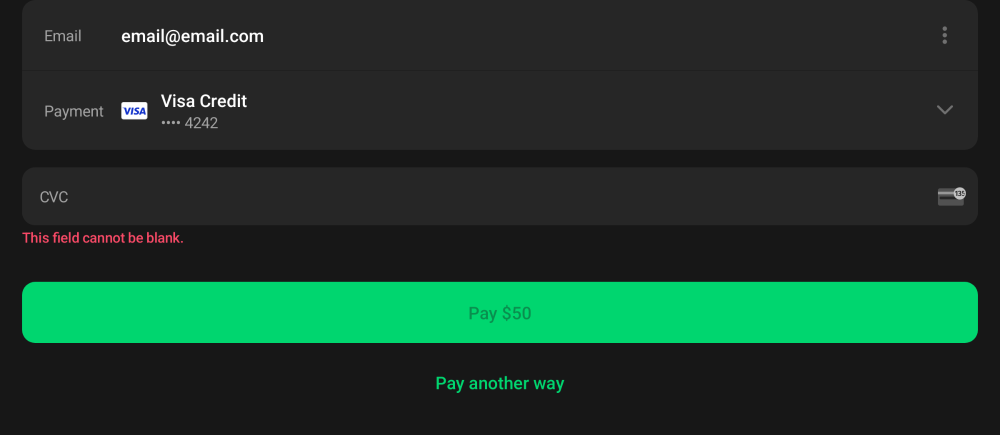 Email email@email.com
Payment VISA Visa Credit
•••• 4242
CVC 135
This field cannot be blank.
Pay $50
Pay another way